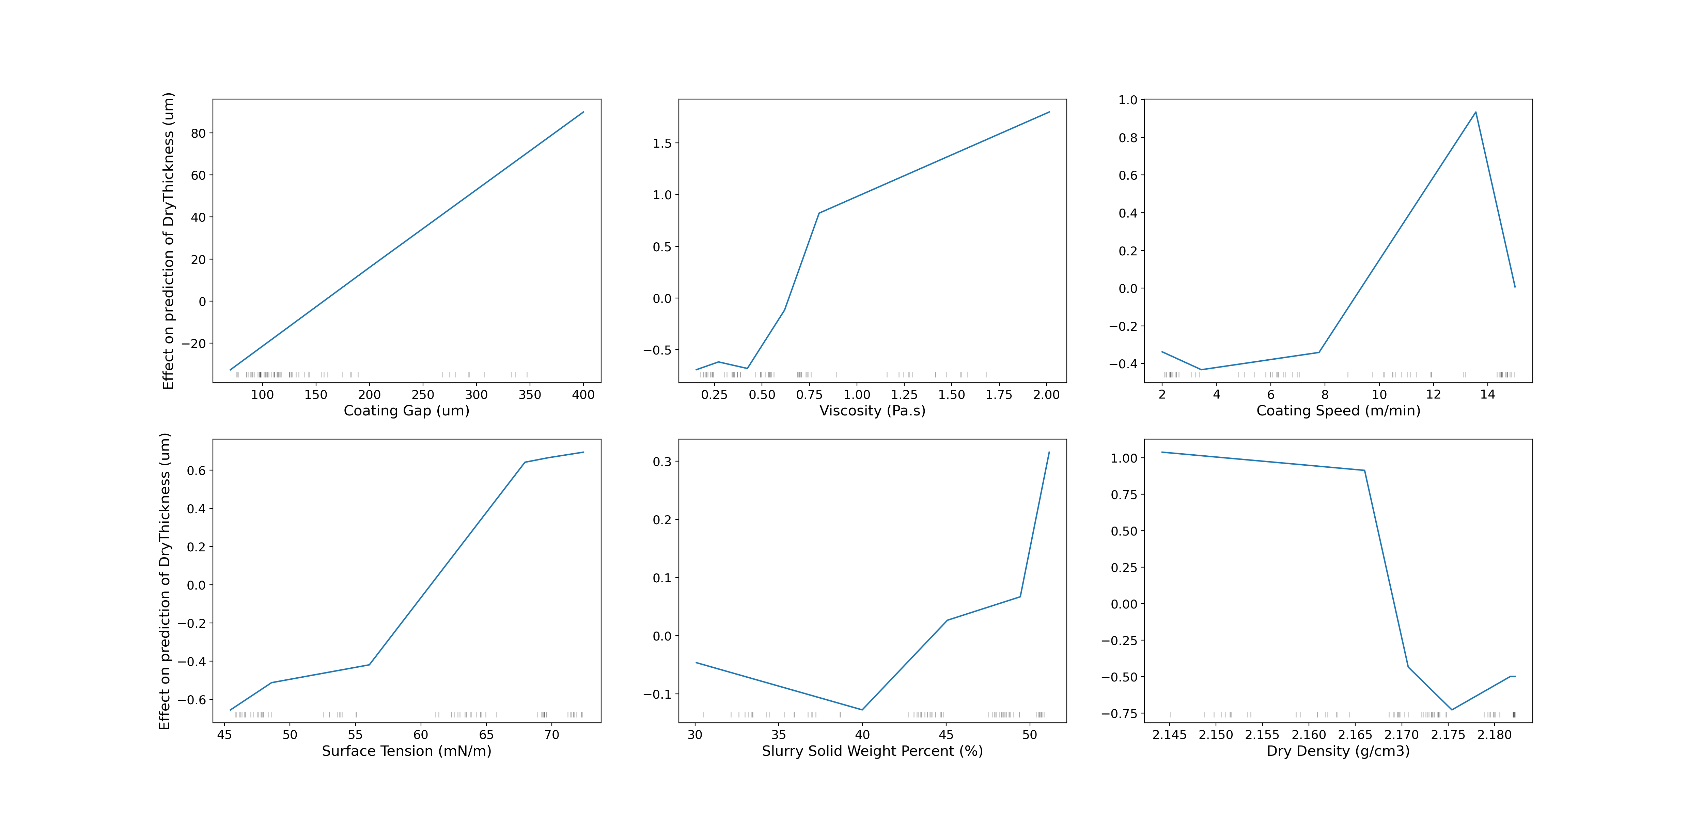 Effect on prediction of DryThickness (um)
80
60
40
20
0
−20
100 150 200 250 300 350 400
Coating Gap (um)
1.5
1.0
0.5
0.0
−0.5
0.25 0.50 0.75 1.00 1.25 1.50 1.75 2.00
Viscosity (Pa.s)
1.0
0.8
0.6
0.4
0.2
0.0
−0.2
−0.4
2 4 6 8 10 12 14
Coating Speed (m/min)
Effect on prediction of DryThickness (um)
0.6
0.4
0.2
0.0
−0.2
−0.4
−0.6
45 50 55 60 65 70
Surface Tension (mN/m)
0.3
0.2
0.1
0.0
−0.1
30 35 40 45 50
Slurry Solid Weight Percent (%)
1.00
0.75
0.50
0.25
0.00
−0.25
−0.50
−0.75
2.145 2.150 2.155 2.160 2.165 2.170 2.175 2.180
Dry Density (g/cm3)